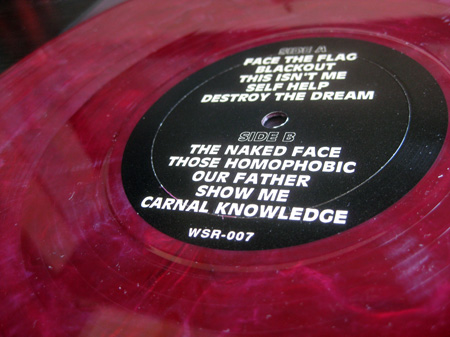 SIDE A
FACE THE FLAG
BLACKOUT
THIS ISN'T ME
SELF HELP
DESTROY THE DREAM
SIDE B
THE NAKED FACE
THOSE HOMOPHOBIC
OUR FATHER
SHOW ME
CARNAL KNOWLEDGE
WSR-007